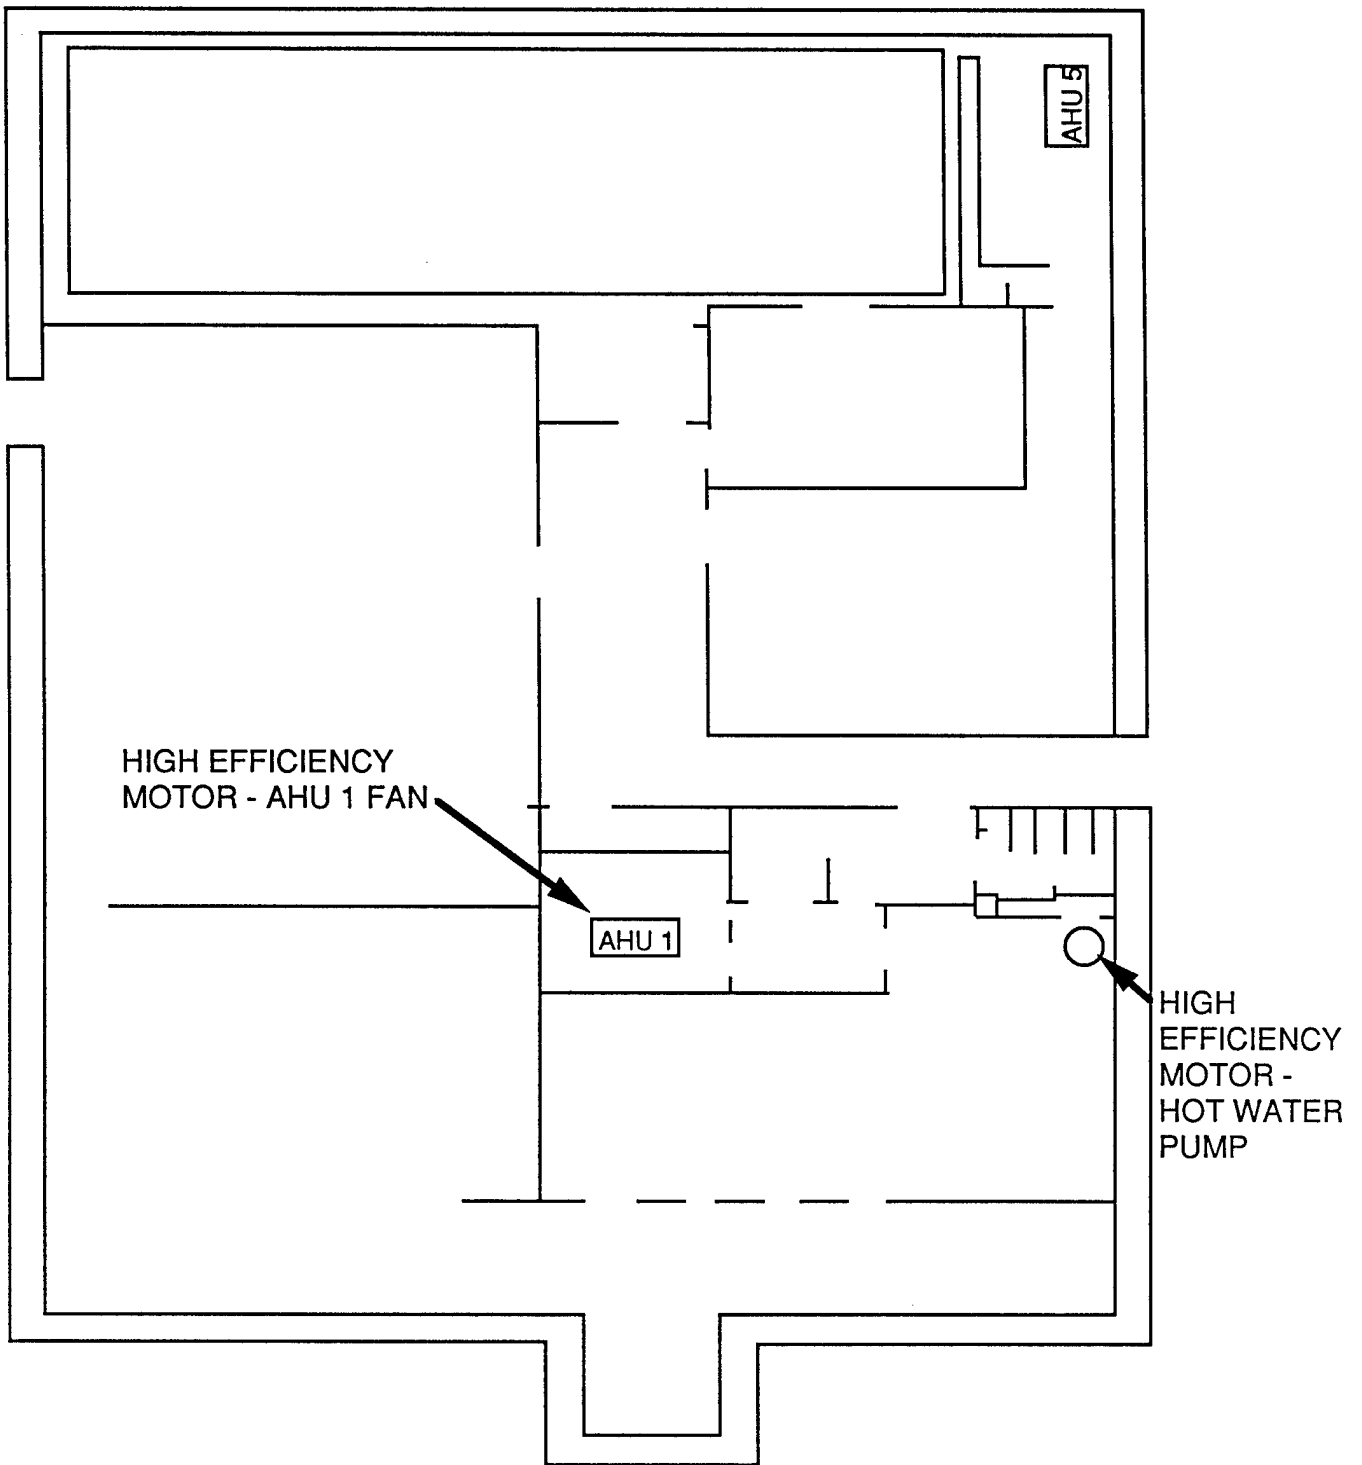 AHU 5
HIGH EFFICIENCY
MOTOR - AHU 1 FAN
AHU 1
HIGH
EFFICIENCY
MOTOR -
HOT WATER
PUMP